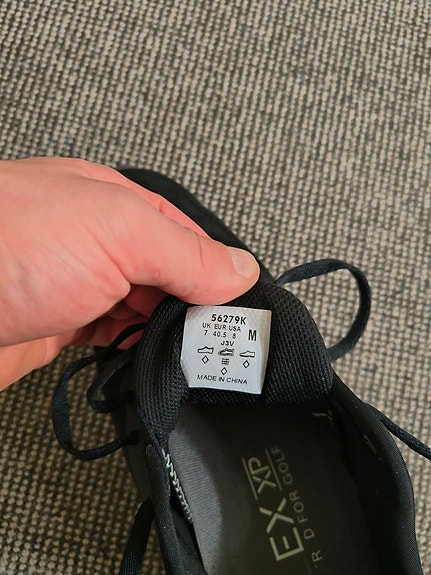 56279K
UK EUR USA M
7 40.5 8
J3V
MADE IN CHINA
EX
XP
D FOR GOLF